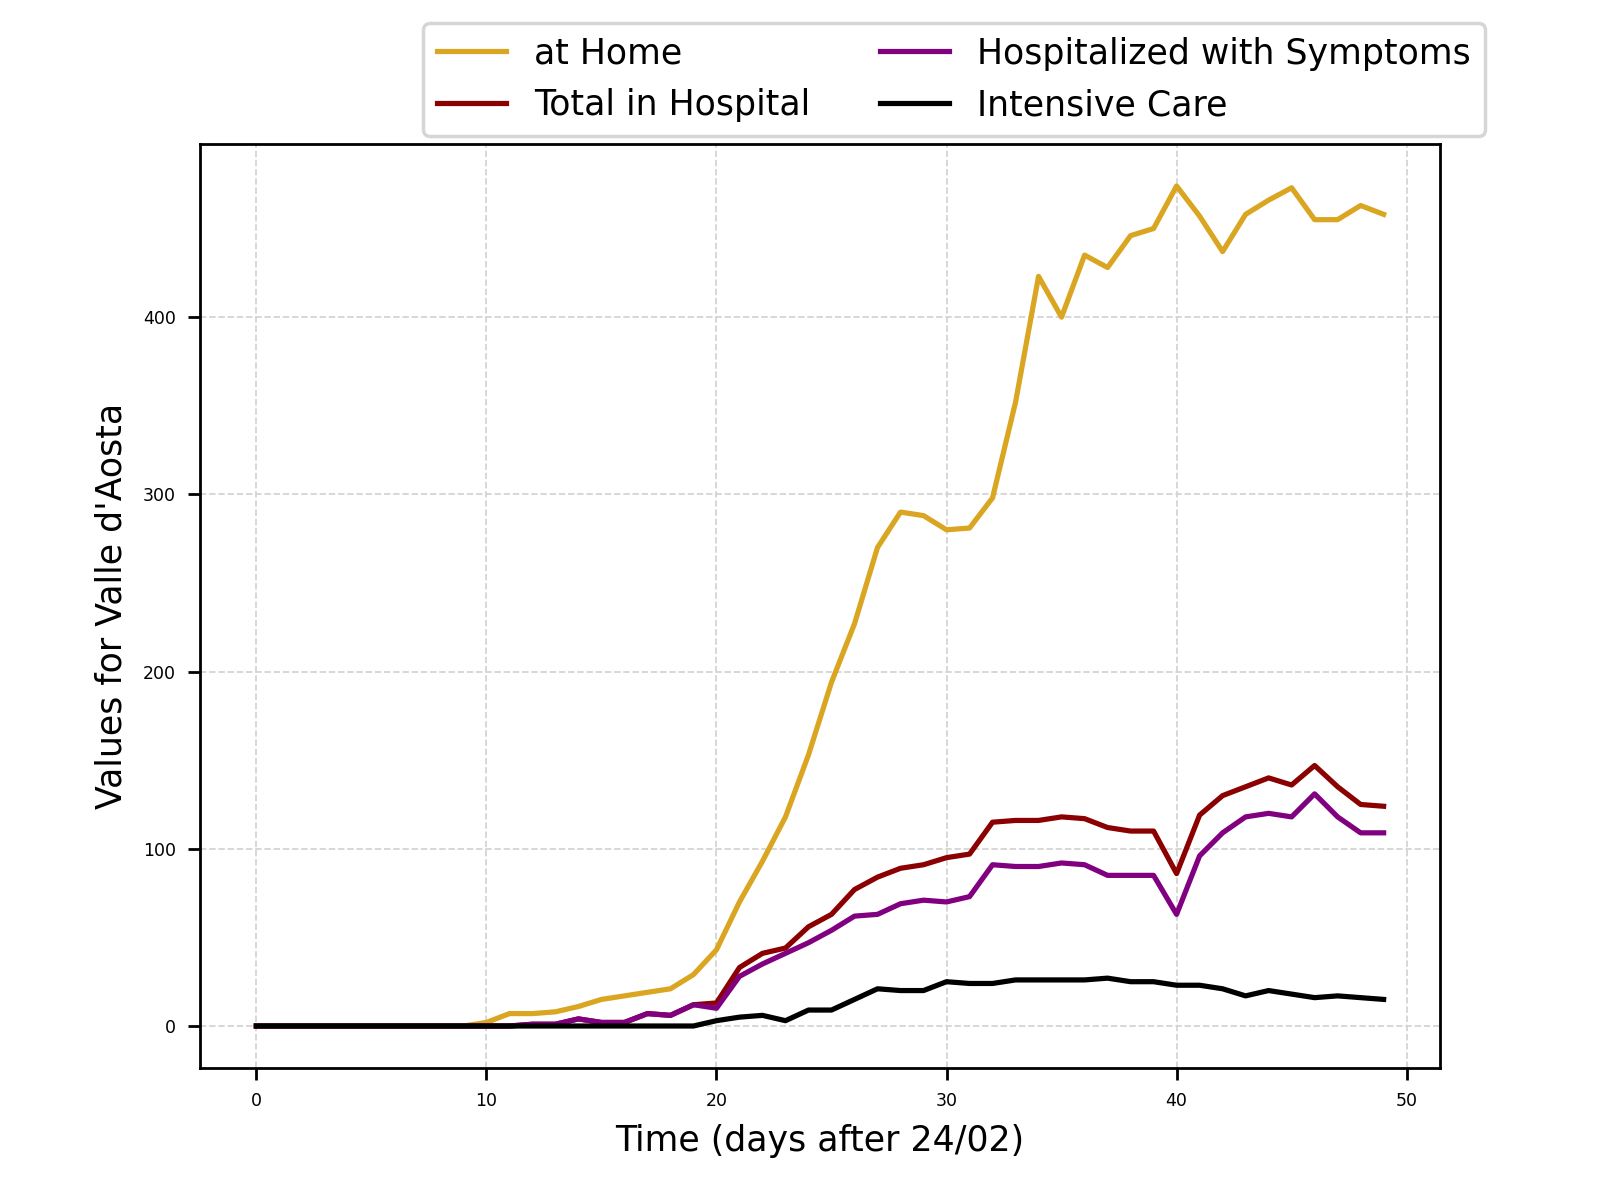 at Home
Total in Hospital
Hospitalized with Symptoms
Intensive Care
Values for Valle d'Aosta
400
300
200
100
0
0 10 20 30 40 50
Time (days after 24/02)